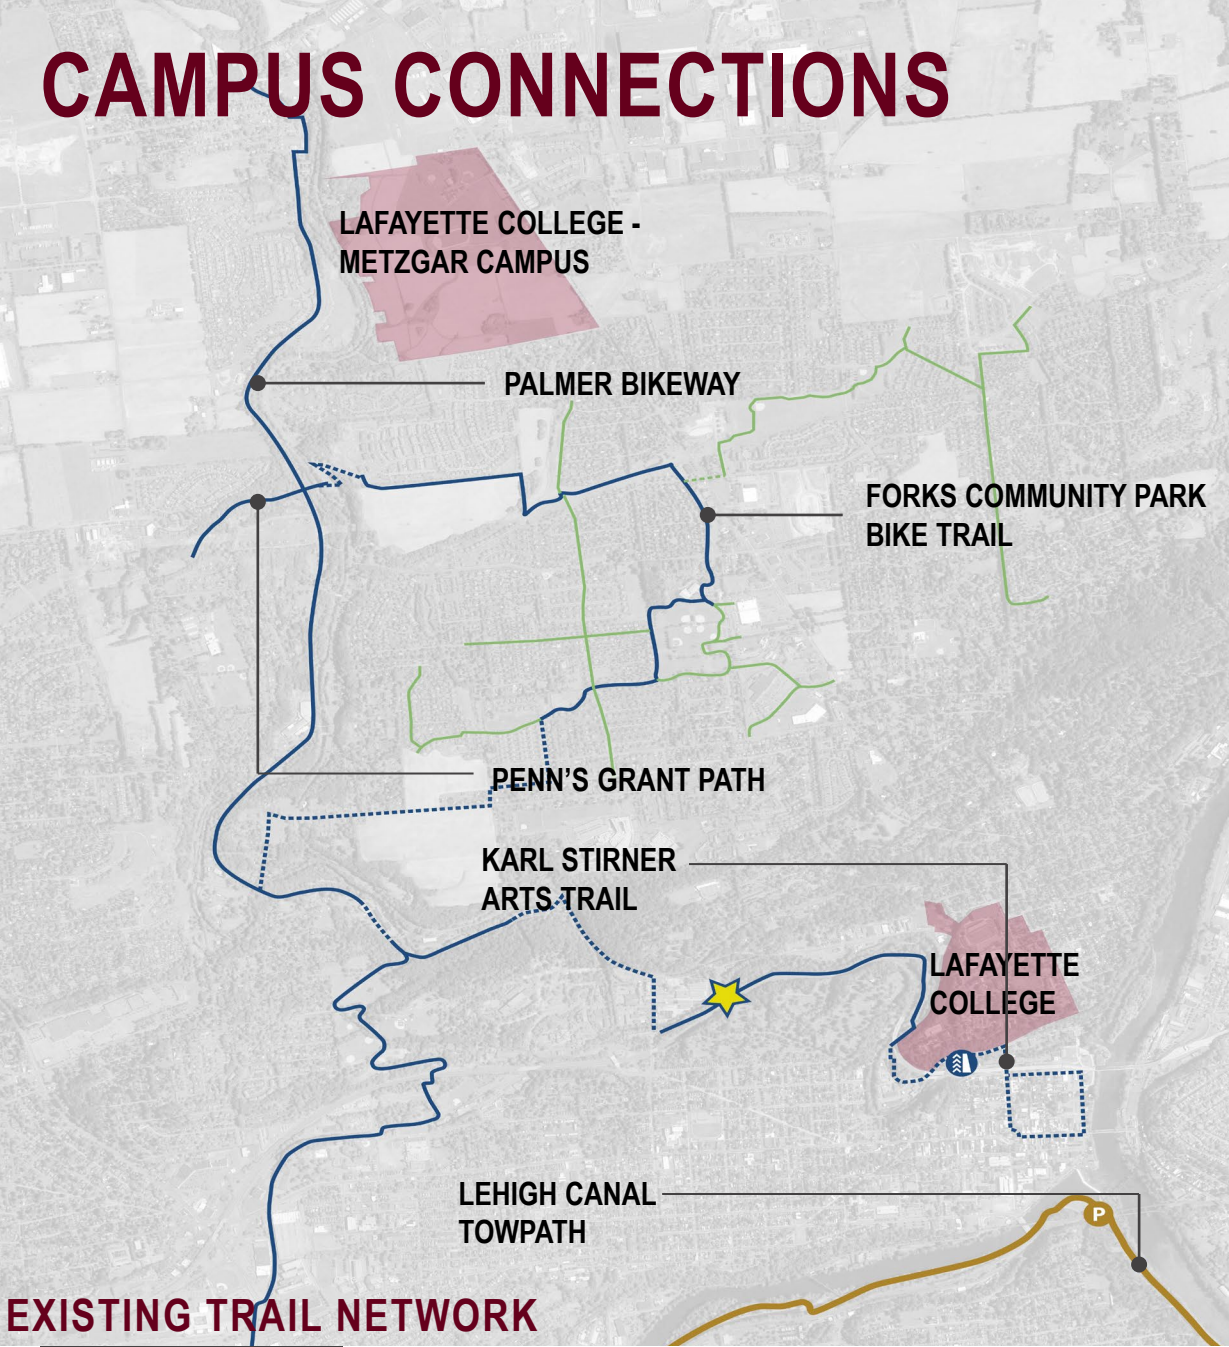 CAMPUS CONNECTIONS
LAFAYETTE COLLEGE -
METZGAR CAMPUS
PALMER BIKEWAY
FORKS COMMUNITY PARK
BIKE TRAIL
PENN'S GRANT PATH
KARL STIRNER
ARTS TRAIL
LAFAYETTE
COLLEGE
LEHIGH CANAL
TOWPATH
P
EXISTING TRAIL NETWORK